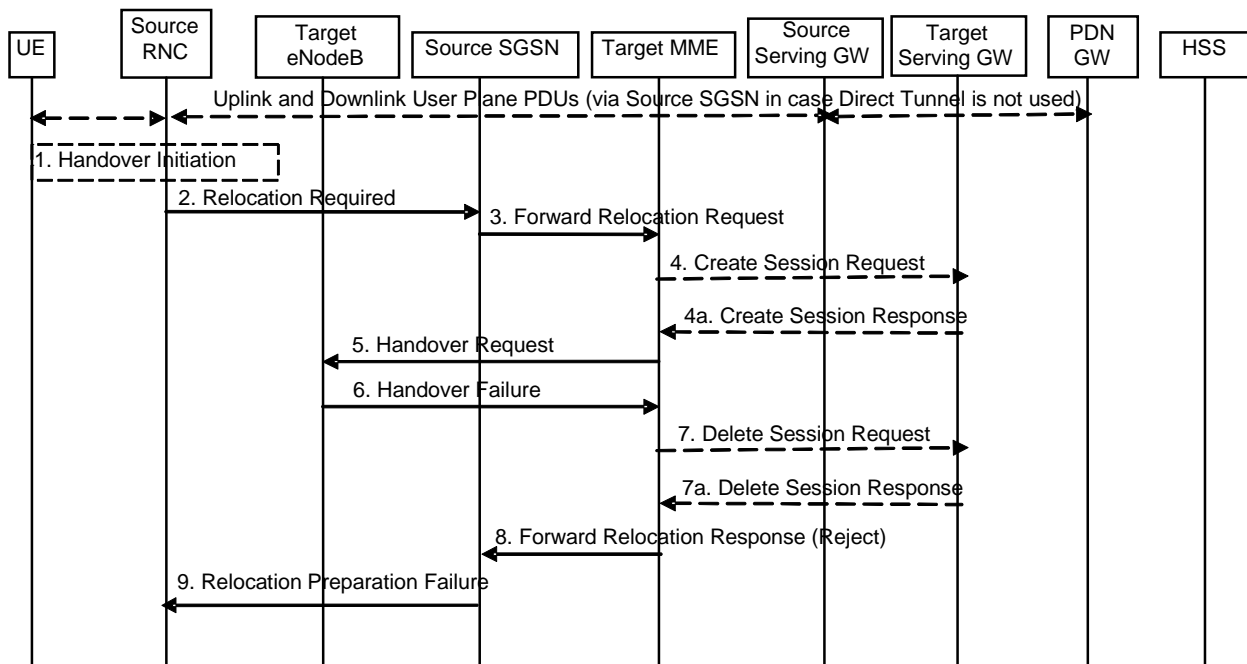 UE
Source
RNC
Target
eNodeB
Source SGSN
Target MME
Source
Serving GW
Target
Serving GW
PDN
GW
HSS
Uplink and Downlink User Plane PDUs (via Source SGSN in case Direct Tunnel is not used)
1. Handover Initiation
2. Relocation Required
3. Forward Relocation Request
4. Create Session Request
4a. Create Session Response
5. Handover Request
6. Handover Failure
7. Delete Session Request
7a. Delete Session Response
8. Forward Relocation Response (Reject)
9. Relocation Preparation Failure